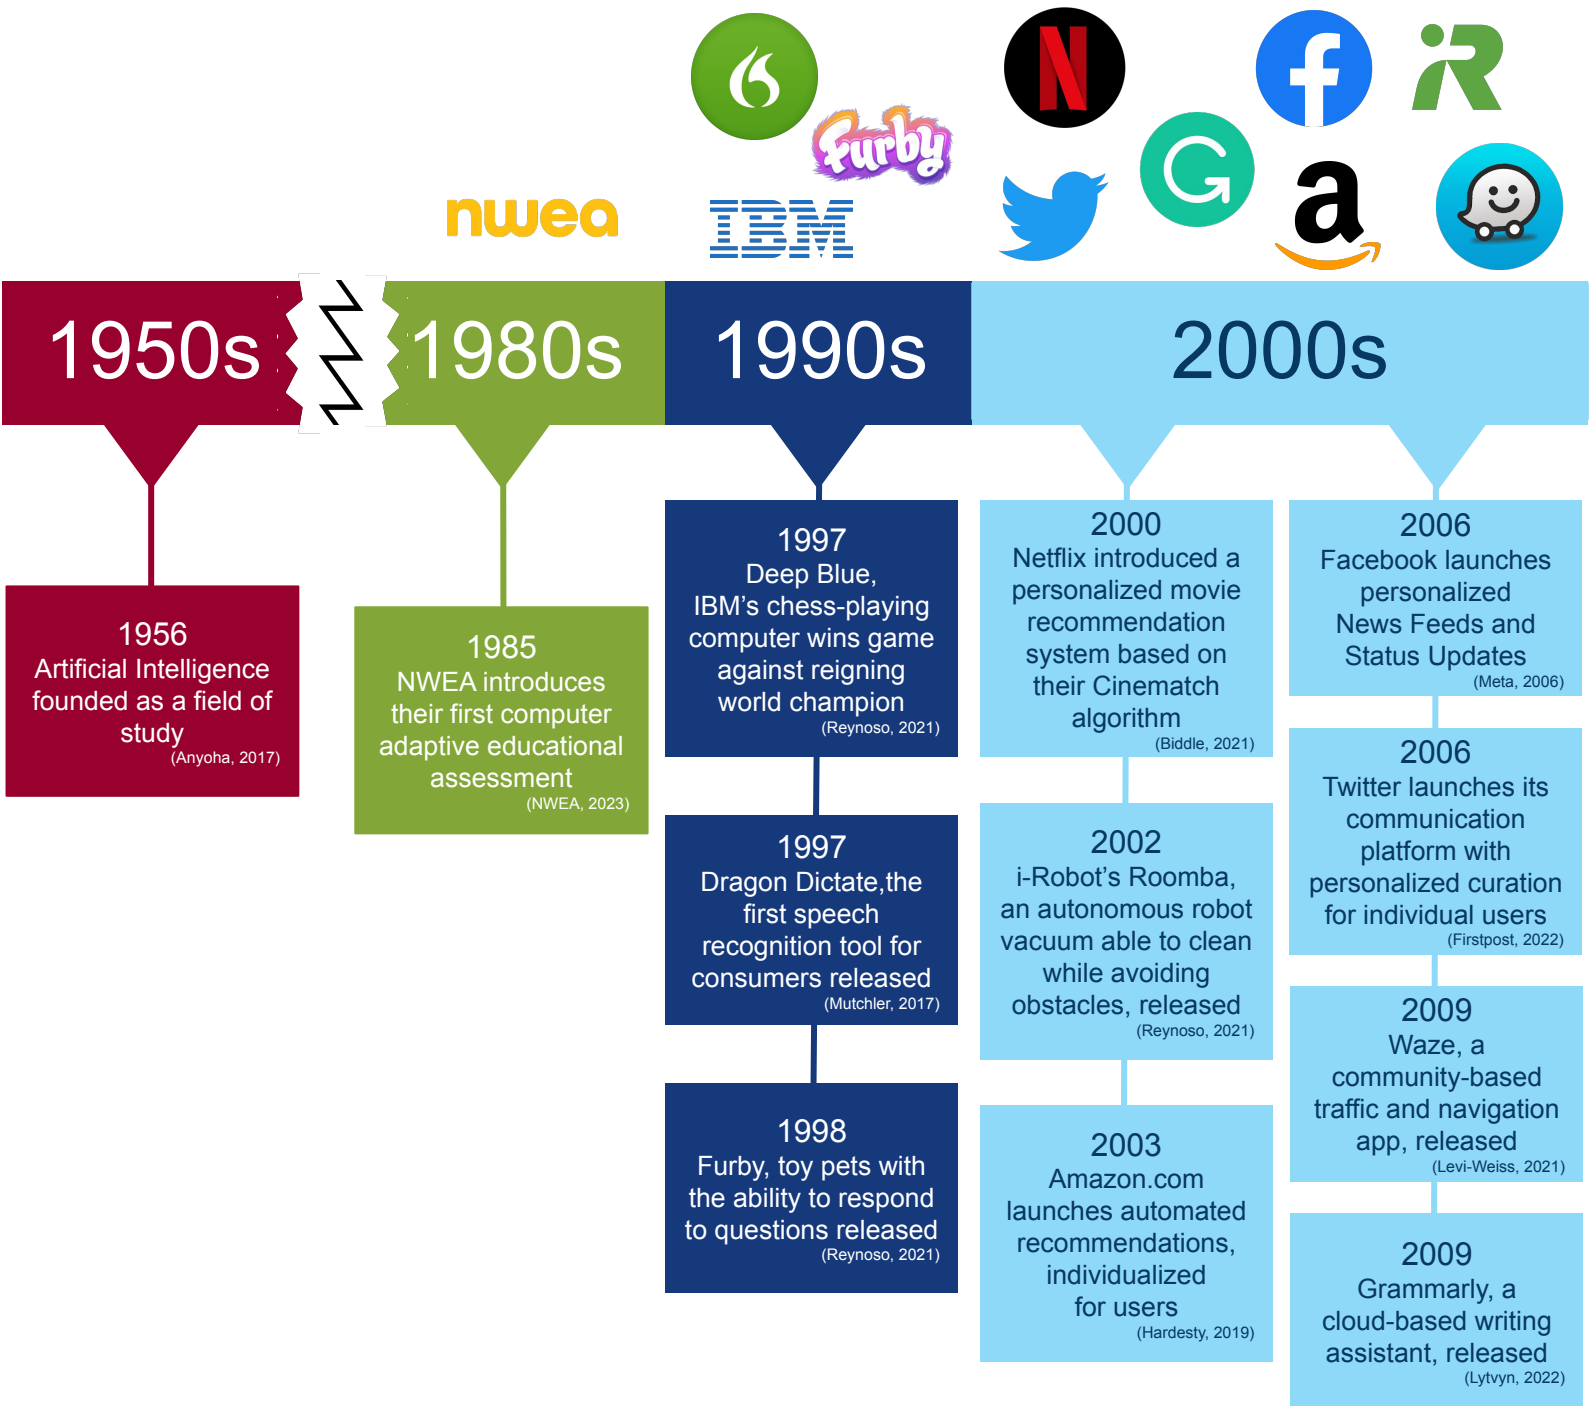 Furby
nwea
IBM
N
f
iR
G
a
1950s
1980s
1990s
2000s
1956
Artificial Intelligence
founded as a field of
study
(Anyoha, 2017)
1985
NWEA introduces
their first computer
adaptive educational
assessment
(NWEA, 2023)
1997
Deep Blue,
IBM’s chess-playing
computer wins game
against reigning
world champion
(Reynoso, 2021)
1997
Dragon Dictate,the
first speech
recognition tool for
consumers released
(Mutchler, 2017)
1998
Furby, toy pets with
the ability to respond
to questions released
(Reynoso, 2021)
2000
Netflix introduced a
personalized movie
recommendation
system based on
their Cinematch
algorithm
(Biddle, 2021)
2002
i-Robot’s Roomba,
an autonomous robot
vacuum able to clean
while avoiding
obstacles, released
(Reynoso, 2021)
2003
Amazon.com
launches automated
recommendations,
individualized
for users
(Hardesty, 2019)
2006
Facebook launches
personalized
News Feeds and
Status Updates
(Meta, 2006)
2006
Twitter launches its
communication
platform with
personalized curation
for individual users
(Firstpost, 2022)
2009
Waze, a
community-based
traffic and navigation
app, released
(Levi-Weiss, 2021)
2009
Grammarly, a
cloud-based writing
assistant, released
(Lytvyn, 2022)